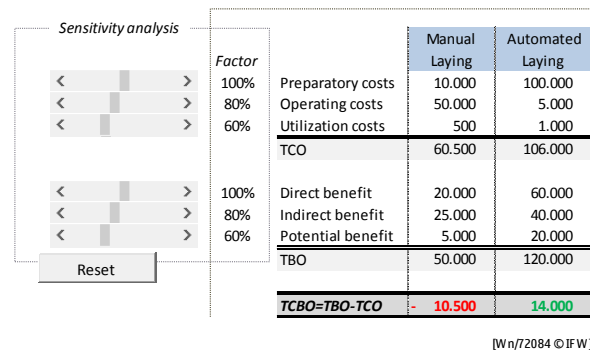 Sensitivity analysis
Manual Automated
Factor Laying Laying
< > 100% Preparatory costs 10.000 100.000
< > 80% Operating costs 50.000 5.000
< > 60% Utilization costs 500 1.000
TCO 60.500 106.000
< > 100% Direct benefit 20.000 60.000
< > 80% Indirect benefit 25.000 40.000
< > 60% Potential benefit 5.000 20.000
Reset TBO 50.000 120.000
TCBO=TBO-TCO - 10.500 14.000
[Wn/72084 © IFW]